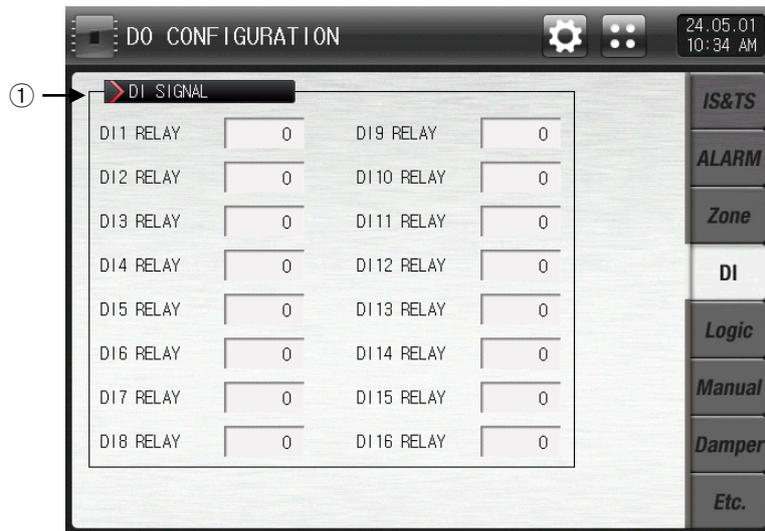 DO CONFIGURATION
24.05.01
10:34 AM
①
DI SIGNAL
DI1 RELAY 0 DI9 RELAY 0
DI2 RELAY 0 DI10 RELAY 0
DI3 RELAY 0 DI11 RELAY 0
DI4 RELAY 0 DI12 RELAY 0
DI5 RELAY 0 DI13 RELAY 0
DI6 RELAY 0 DI14 RELAY 0
DI7 RELAY 0 DI15 RELAY 0
DI8 RELAY 0 DI16 RELAY 0
IS&TS
ALARM
Zone
DI
Logic
Manual
Damper
Etc.